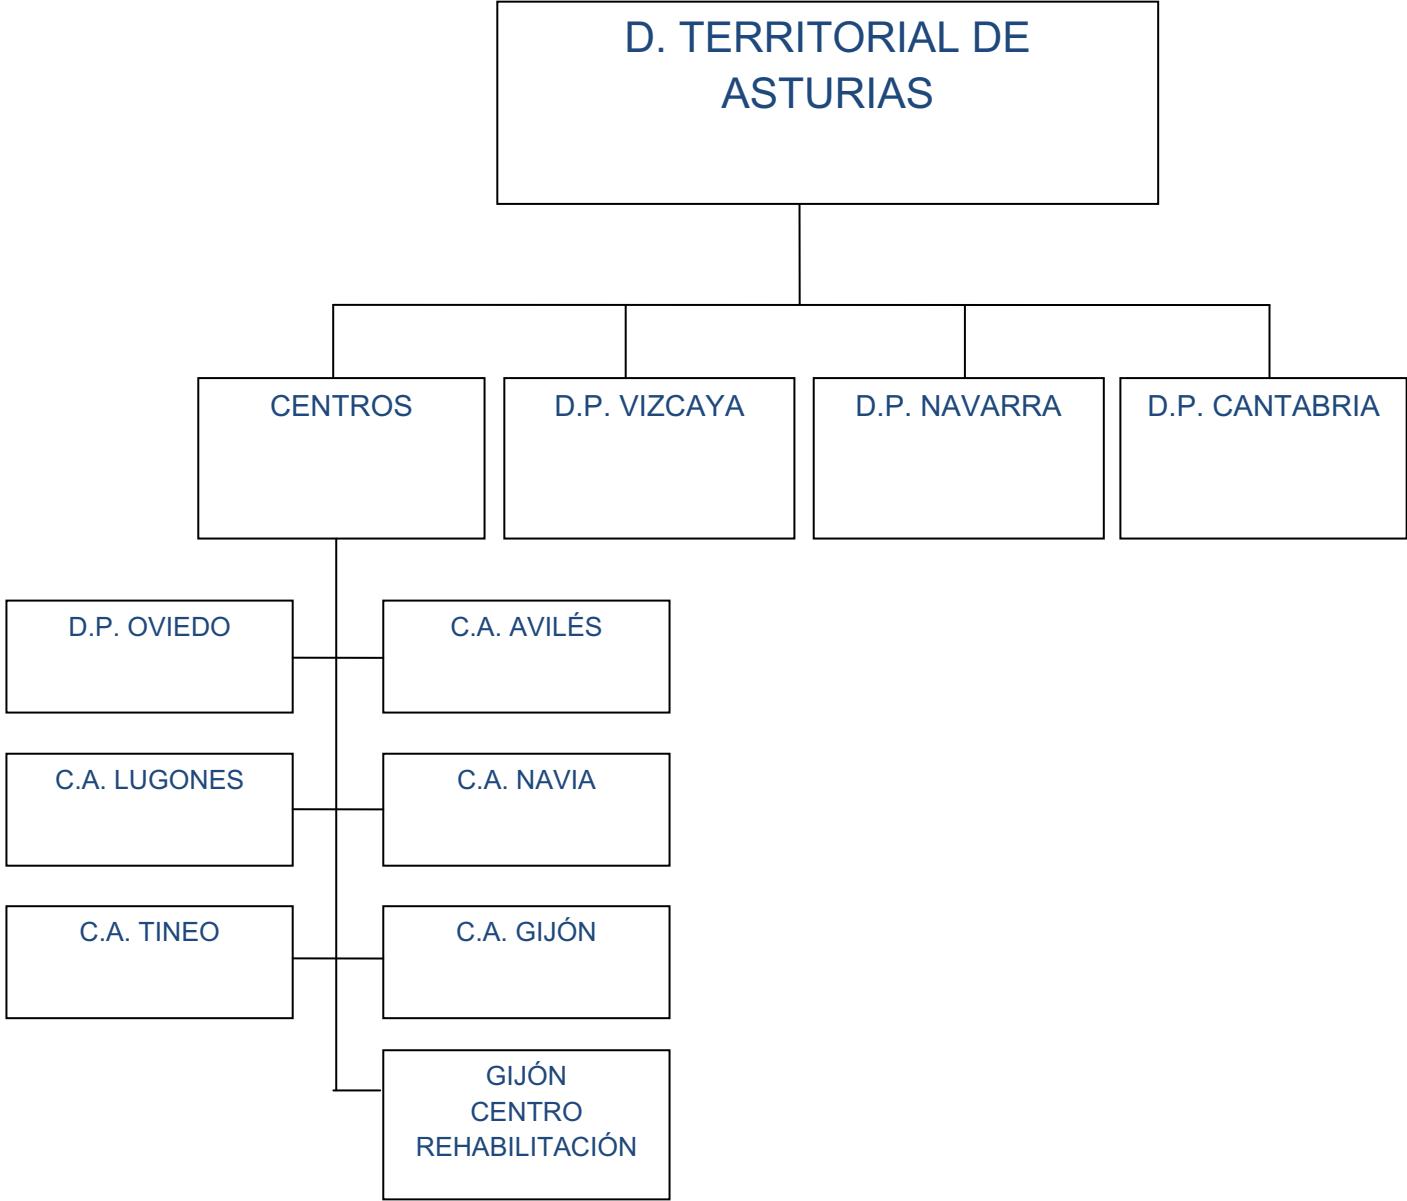 D. TERRITORIAL DE
ASTURIAS
CENTROS
D.P. VIZCAYA
D.P. NAVARRA
D.P. CANTABRIA
D.P. OVIEDO
C.A. AVILÉS
C.A. LUGONES
C.A. NAVIA
C.A. TINEO
C.A. GIJÓN
GIJÓN
CENTRO
REHABILITACIÓN